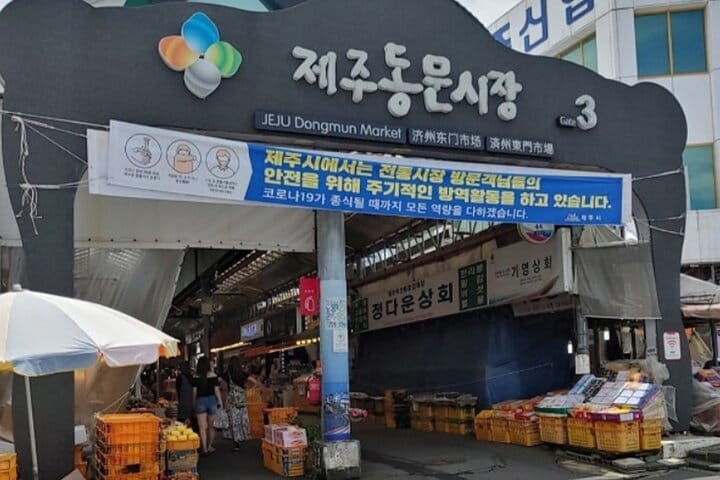 제주동문시장
JEJU Dongmun Market
济州东门市场
済州東門市場
Gate 3
제주시에서는 전통시장 방문객님들의
안전을 위해 주기적인 방역활동을 하고 있습니다.
코로나19가 종식될 때까지 모든 역량을 다하겠습니다.
제주시
정다운상회
기영상회